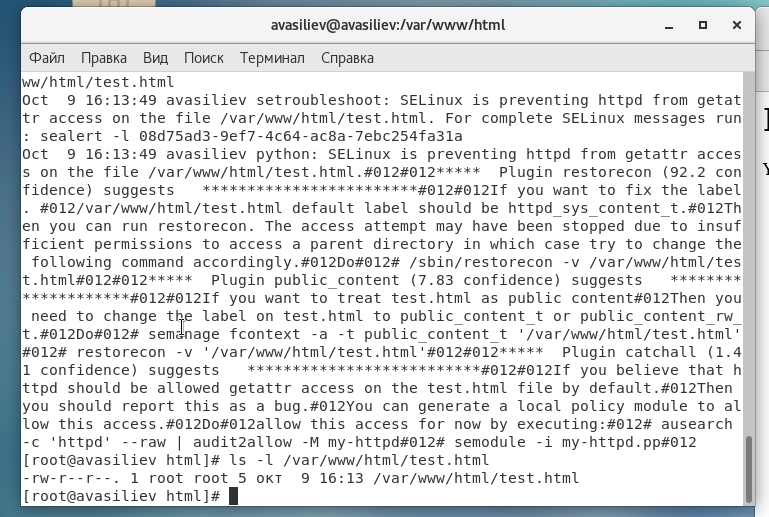 avasiliev@avasiliev:/var/www/html
Файл Правка Вид Поиск Терминал Справка
ww/html/test.html
Oct  9 16:13:49 avasiliev setroubleshoot: SELinux is preventing httpd from getat
tr access on the file /var/www/html/test.html. For complete SELinux messages run
: sealert -l 08d75ad3-9ef7-4c64-ac8a-7ebc254fa31a
Oct  9 16:13:49 avasiliev python: SELinux is preventing httpd from getattr acces
s on the file /var/www/html/test.html.#012#012*****  Plugin restorecon (92.2 con
fidence) suggests   ************************#012#012If you want to fix the label
. #012/var/www/html/test.html default label should be httpd_sys_content_t.#012Th
en you can run restorecon. The access attempt may have been stopped due to insuf
ficient permissions to access a parent directory in which case try to change the
 following command accordingly.#012Do#012# /sbin/restorecon -v /var/www/html/tes
t.html#012#012*****  Plugin public_content (7.83 confidence) suggests   ********
************#012#012If you want to treat test.html as public content#012Then you
 need to change the label on test.html to public_content_t or public_content_rw_
t.#012Do#012# semanage fcontext -a -t public_content_t '/var/www/html/test.html'
#012# restorecon -v '/var/www/html/test.html'#012#012*****  Plugin catchall (1.4
1 confidence) suggests   **************************#012#012If you believe that h
ttpd should be allowed getattr access on the test.html file by default.#012Then 
you should report this as a bug.#012You can generate a local policy module to al
low this access.#012Do#012allow this access for now by executing:#012# ausearch 
-c 'httpd' --raw | audit2allow -M my-httpd#012# semodule -i my-httpd.pp#012
[root@avasiliev html]# ls -l /var/www/html/test.html
-rw-r--r--. 1 root root 5 окт  9 16:13 /var/www/html/test.html
[root@avasiliev html]#